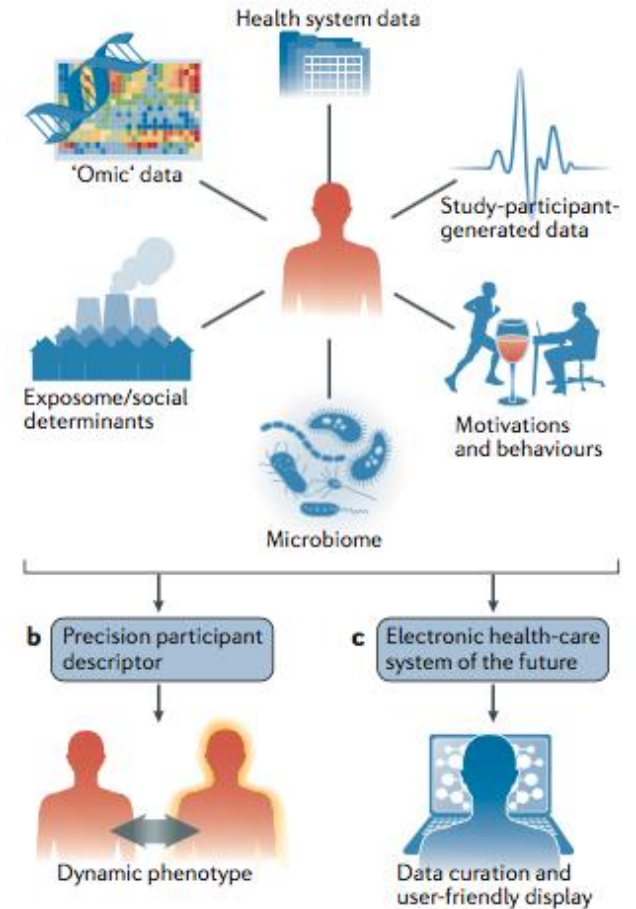 Health system data
'Omic' data
Study-participant-
generated data
Exposome/social
determinants
Motivations
and behaviours
Microbiome
b Precision participant
descriptor
c Electronic health-care
system of the future
Dynamic phenotype
Data curation and
user-friendly display